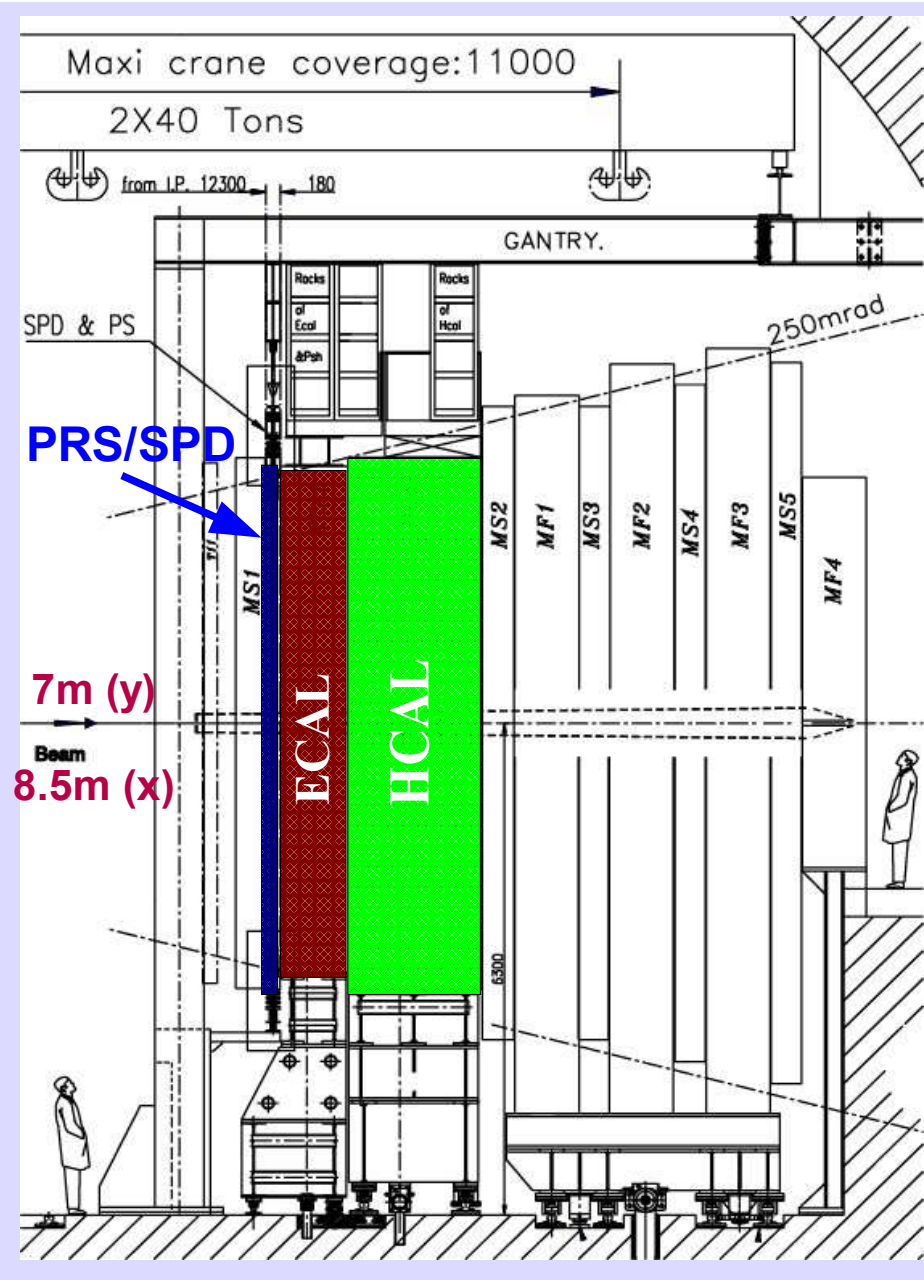 Maxi crane coverage:11000
2X40 Tons
from I.P. 12300
180
GANTRY.
Racks
of
Ecal
&Psh
Racks
of
Hcal
SPD & PS
250mrad
PRS/SPD
MS1
MS2
MF1
MS3
MF2
MS4
MF3
MS5
MF4
7m (y)
Beam
8.5m (x)
ECAL
HCAL
6300